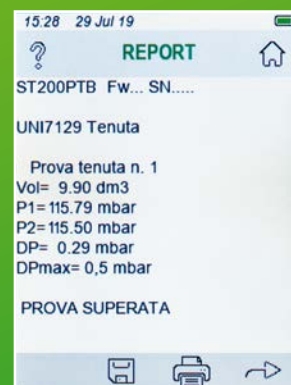 15:28 29 Jul 19
? REPORT
ST200PTB Fw... SN.....
UNI7129 Tenuta
Prova tenuta n. 1
Vol= 9.90 dm3
P1=115.79 mbar
P2=115.50 mbar
DP= 0.29 mbar
DPmax= 0,5 mbar
PROVA SUPERATA